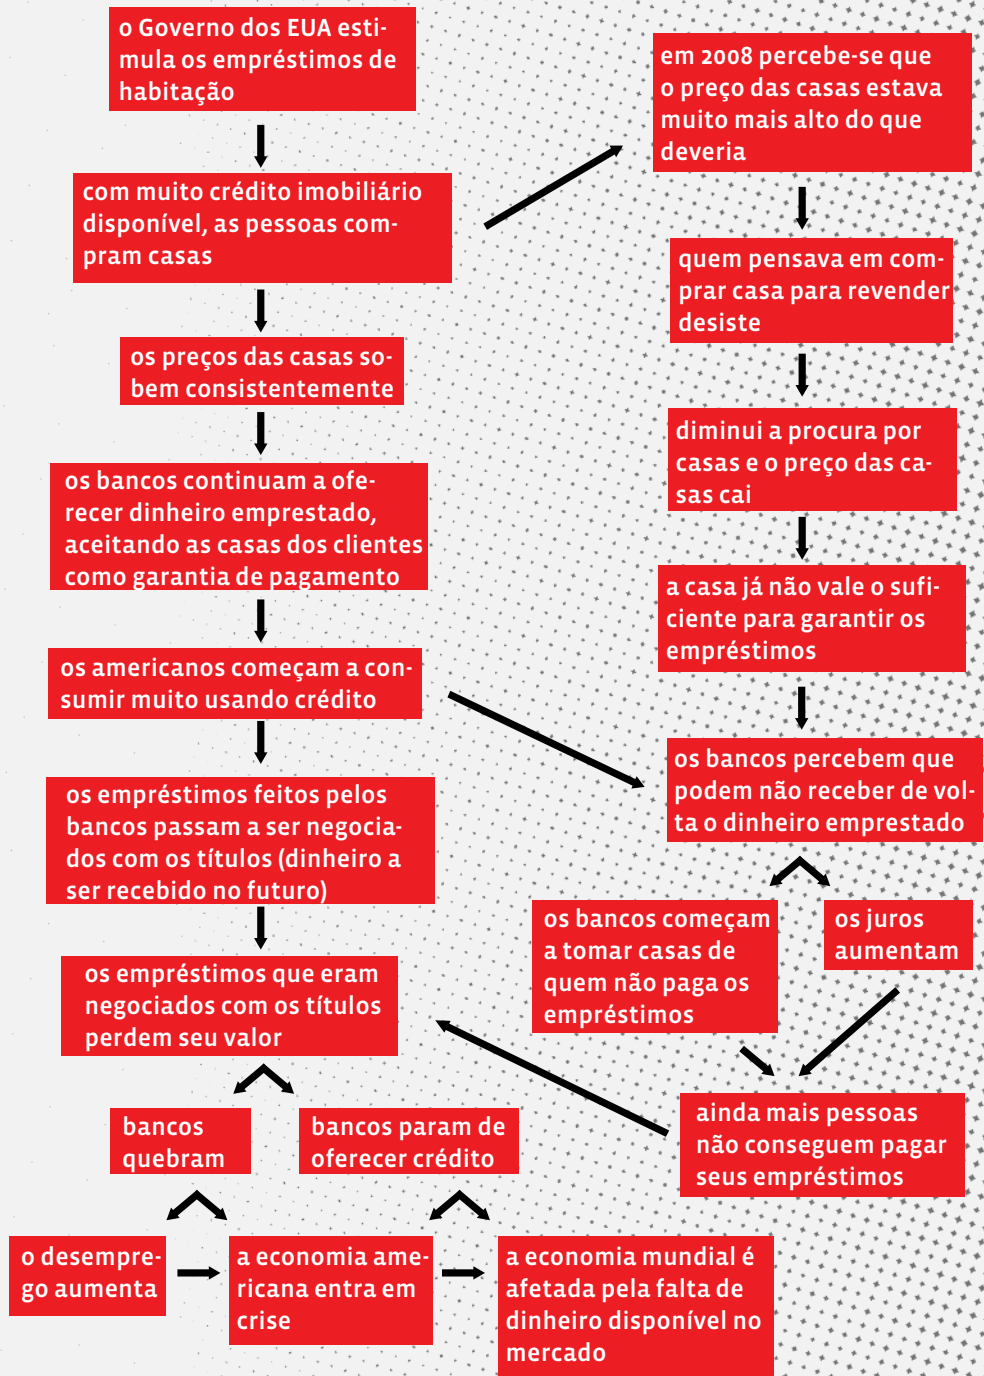 o Governo dos EUA esti-
mula os empréstimos de
habitação
com muito crédito imobiliário
disponível, as pessoas com-
pram casas
os preços das casas so-
bem consistentemente
os bancos continuam a ofe-
recer dinheiro emprestado,
aceitando as casas dos clientes
como garantia de pagamento
os americanos começam a con-
sumir muito usando crédito
os empréstimos feitos pelos
bancos passam a ser negocia-
dos com os títulos (dinheiro a
ser recebido no futuro)
os empréstimos que eram
negociados com os títulos
perdem seu valor
bancos
quebram
bancos param de
oferecer crédito
o desempre-
go aumenta
a economia ame-
ricana entra em
crise
a economia mundial é
afetada pela falta de
dinheiro disponível no
mercado
em 2008 percebe-se que
o preço das casas estava
muito mais alto do que
deveria
quem pensava em com-
prar casa para revender
desiste
diminui a procura por
casas e o preço das ca-
sas cai
a casa já não vale o sufi-
ciente para garantir os
empréstimos
os bancos percebem que
podem não receber de vol-
ta o dinheiro emprestado
os bancos começam
a tomar casas de
quem não paga os
empréstimos
os juros
aumentam
ainda mais pessoas
não conseguem pagar
seus empréstimos